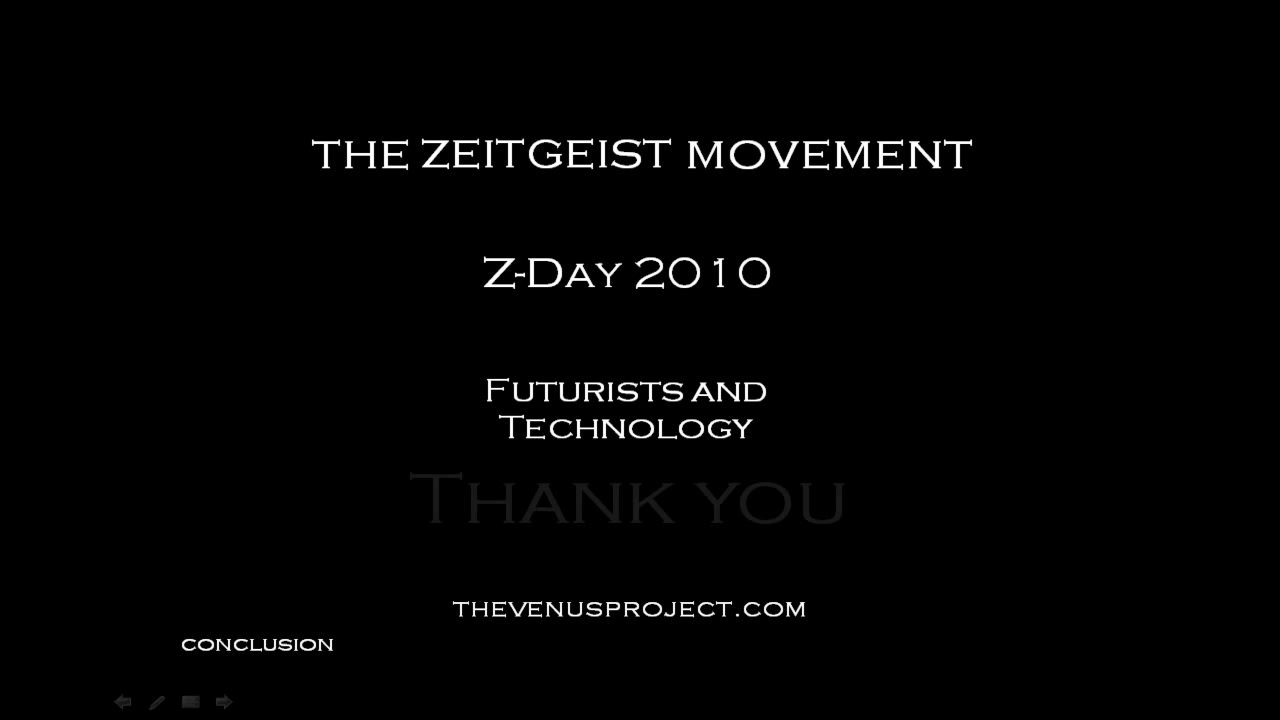 THE ZEITGEIST MOVEMENT
Z-DAY 2010
FUTURISTS AND
TECHNOLOGY
THANK YOU
THEVENUSPROJECT.COM
CONCLUSION